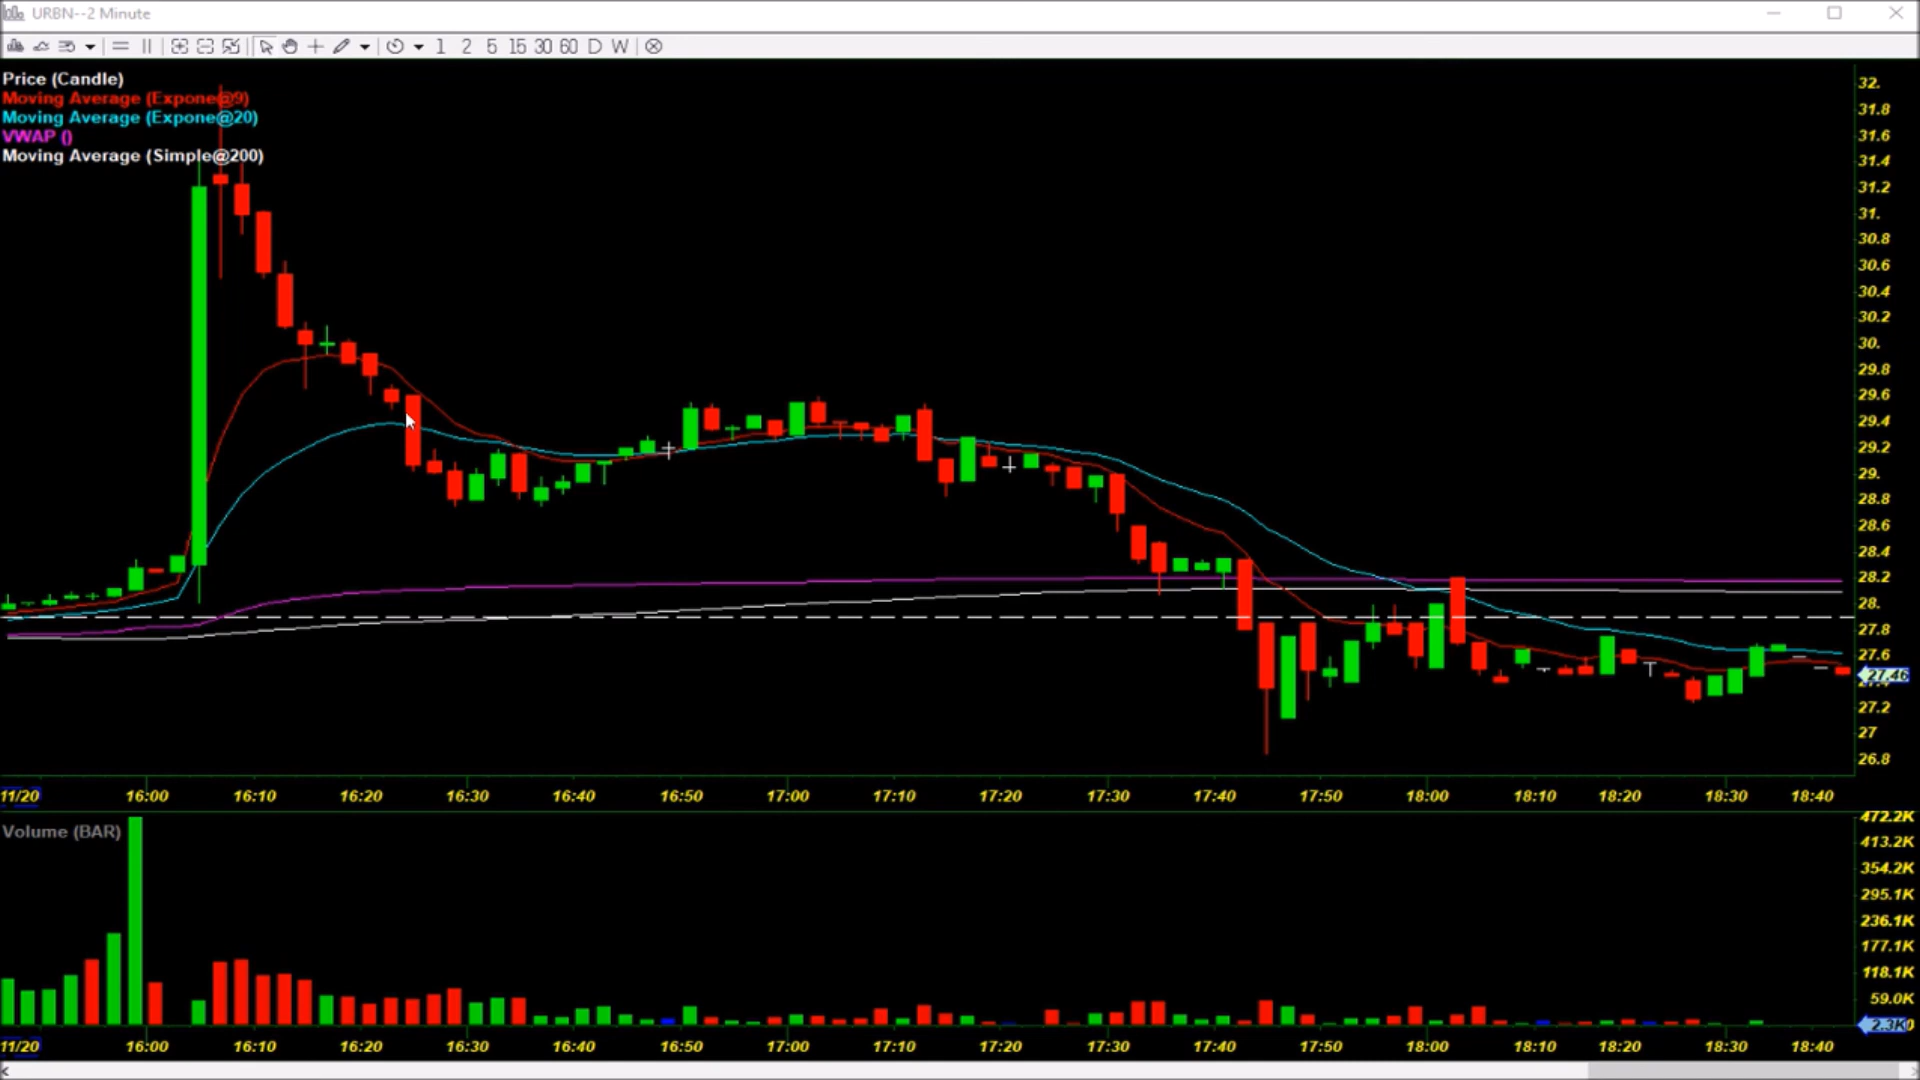 URBN--2 Minute
1 2 5 15 30 60 D W
Price (Candle)
Moving Average (Expone@9)
Moving Average (Expone@20)
VWAP ()
Moving Average (Simple@200)
32.
31.8
31.6
31.4
31.2
31.
30.8
30.6
30.4
30.2
30.
29.8
29.6
29.4
29.2
29.
28.8
28.6
28.4
28.2
28.
27.8
27.6
27.46
27.2
27
26.8
11/20 16:00 16:10 16:20 16:30 16:40 16:50 17:00 17:10 17:20 17:30 17:40 17:50 18:00 18:10 18:20 18:30 18:40
Volume (BAR)
472.2K
413.2K
354.2K
295.1K
236.1K
177.1K
118.1K
59.0K
2.3K
11/20 16:00 16:10 16:20 16:30 16:40 16:50 17:00 17:10 17:20 17:30 17:40 17:50 18:00 18:10 18:20 18:30 18:40